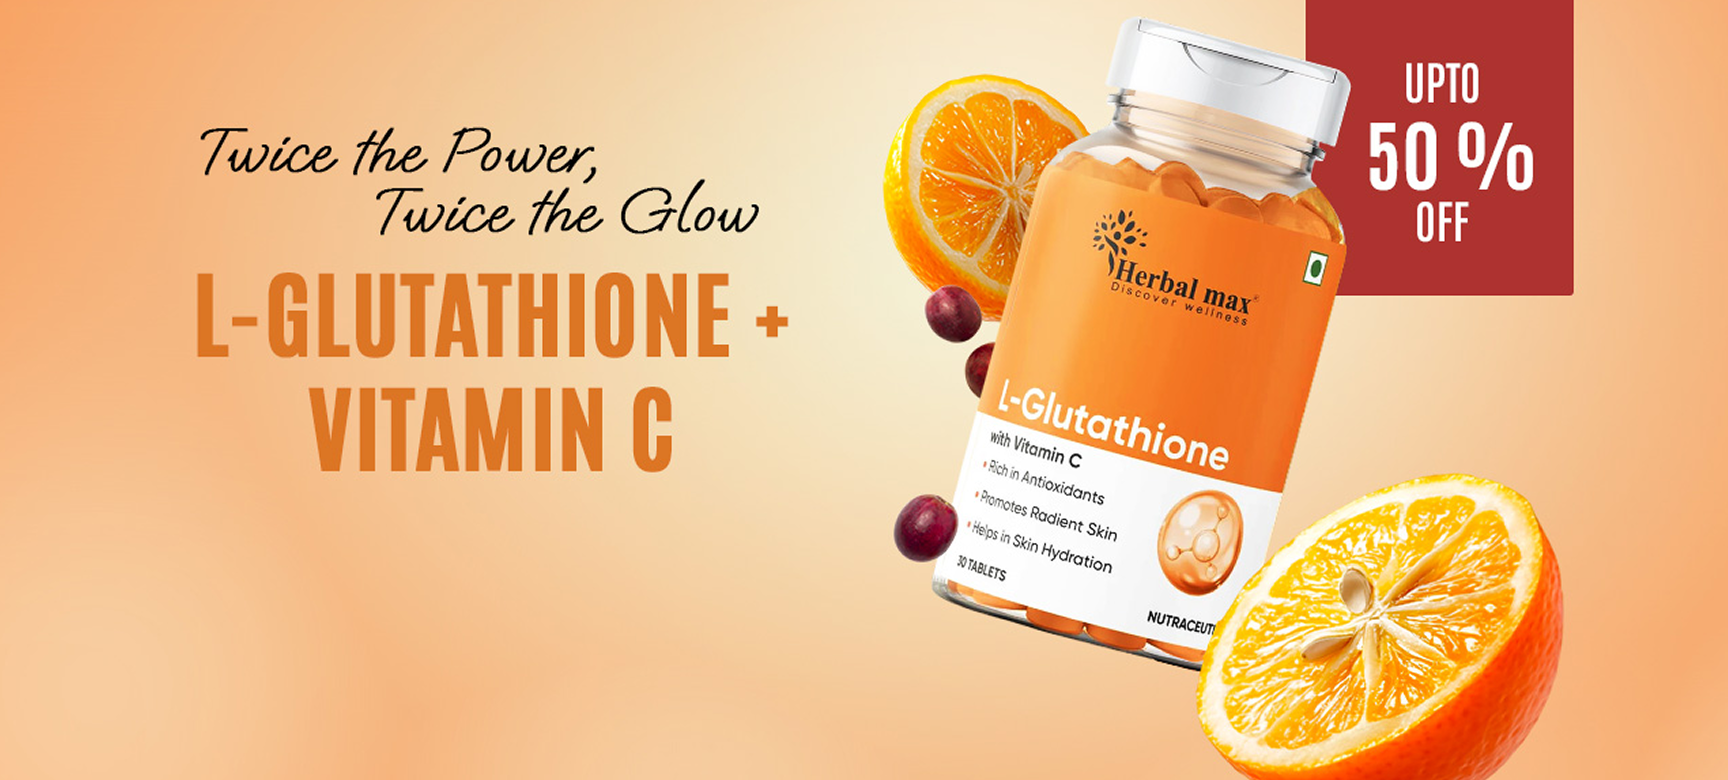 Twice the Power,
Twice the Glow
L-GLUTATHIONE +
VITAMIN C
UPTO
50 %
OFF
Herbal max®
Discover wellness
L-Glutathione
with Vitamin C
• Rich in Antioxidants
• Promotes Radient Skin
• Helps in Skin Hydration
30 TABLETS